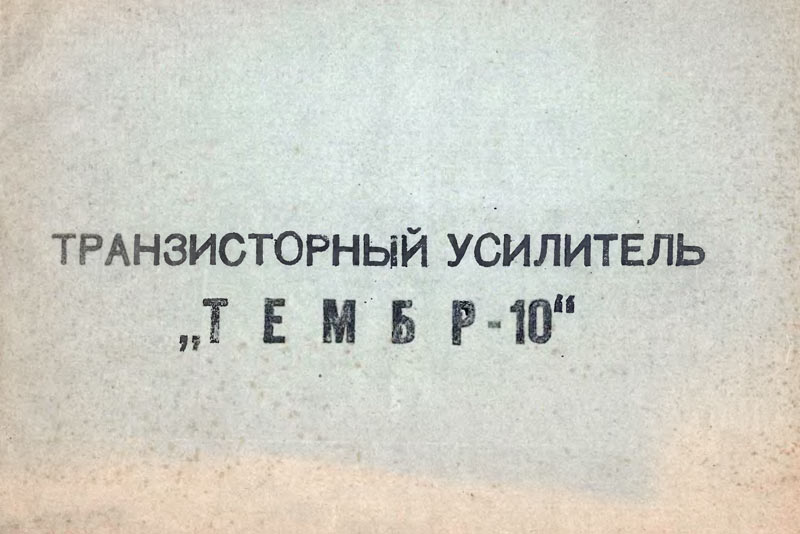 ТРАНЗИСТОРНЫЙ УСИЛИТЕЛЬ
„ТЕМБР-10“